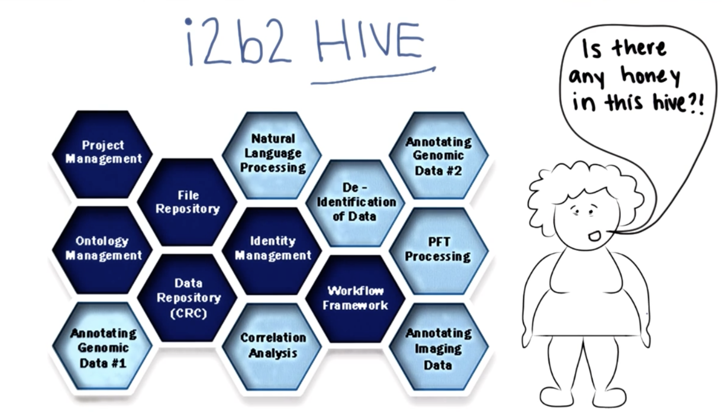 i2b2 HIVE
Is there
any honey
in this hive?!
Project
Management
Natural
Language
Processing
Annotating
Genomic
Data #2
File
Repository
De -
Identification
of Data
Ontology
Management
Identity
Management
PFT
Processing
Data
Repository
(CRC)
Workflow
Framework
Annotating
Genomic
Data #1
Correlation
Analysis
Annotating
Imaging
Data